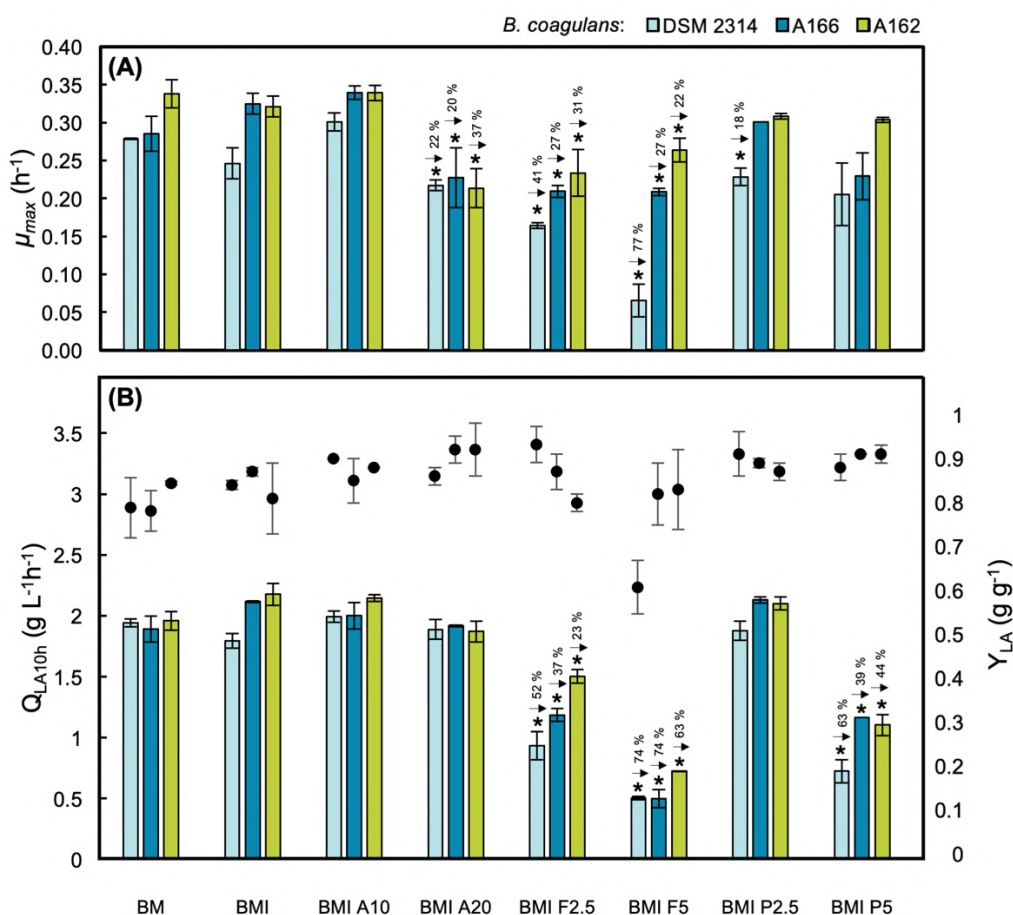 B. coagulans: DSM 2314 A166 A162
(A)
μmax (h-1)
0.40
0.35
0.30
0.25
0.20
0.15
0.10
0.05
0.00
* → 22 %
* → 20 %
* → 37 %
* → 41 %
* → 27 %
* → 31 %
* → 77 %
* → 27 %
* → 22 %
* → 18 %
(B)
QLA10h (g L-1h-1)
3.5
3
2.5
2
1.5
1
0.5
0
* → 52 %
* → 37 %
* → 23 %
* → 74 %
* → 74 %
* → 63 %
* → 63 %
* → 39 %
* → 44 %
YLA (g g-1)
1
0.9
0.8
0.7
0.6
0.5
0.4
0.3
0.2
0.1
0
BM BMI BMI A10 BMI A20 BMI F2.5 BMI F5 BMI P2.5 BMI P5